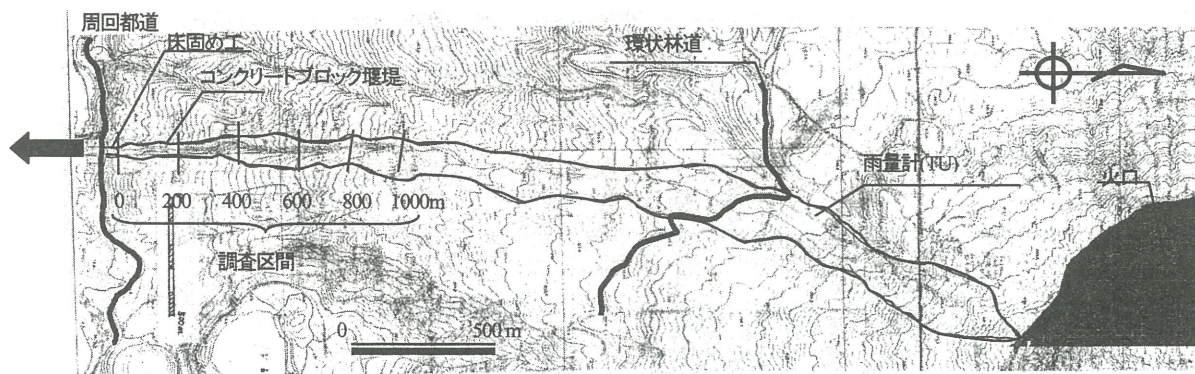 周回都道
床固め工
コンクリートブロック堰堤
環状林道
雨量計(TU)
火口
0 200 400 600 800 1000m
調査区間
0 500 m